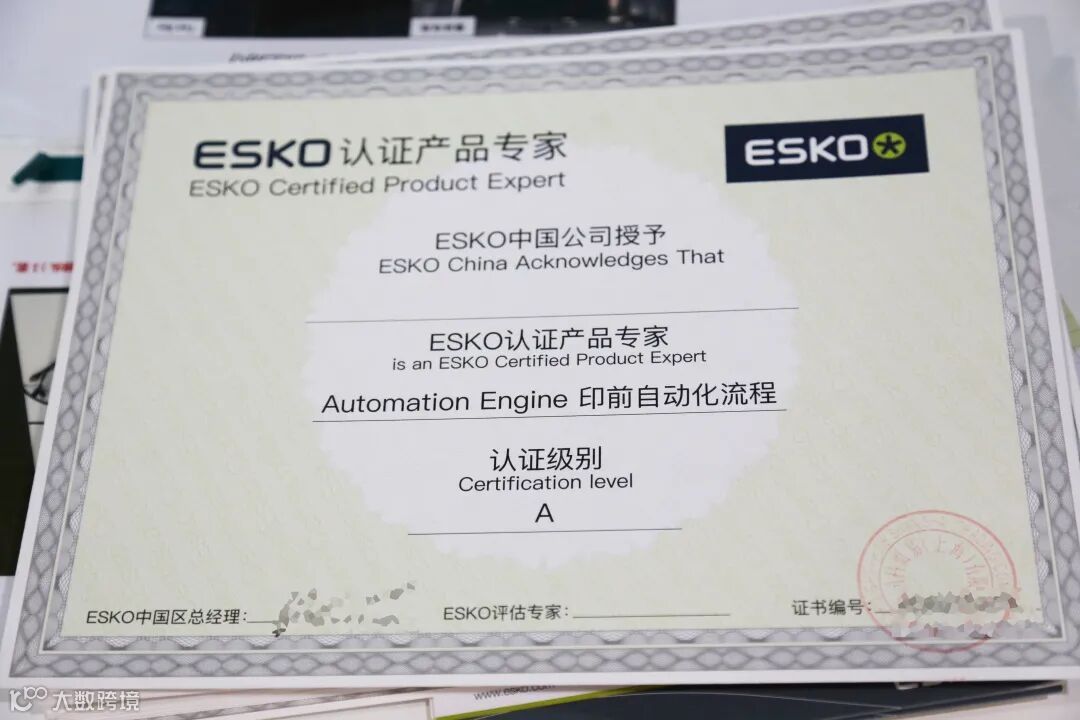 ESKO认证产品专家
ESKO Certified Product Expert
ESKO
ESKO中国公司授予
ESKO China Acknowledges That
ESKO认证产品专家
is an ESKO Certified Product Expert
Automation Engine 印前自动化流程
认证级别
Certification level
A
ESKO中国区总经理:
ESKO评估专家:
证书编号:
www.esko.com
大数跨境